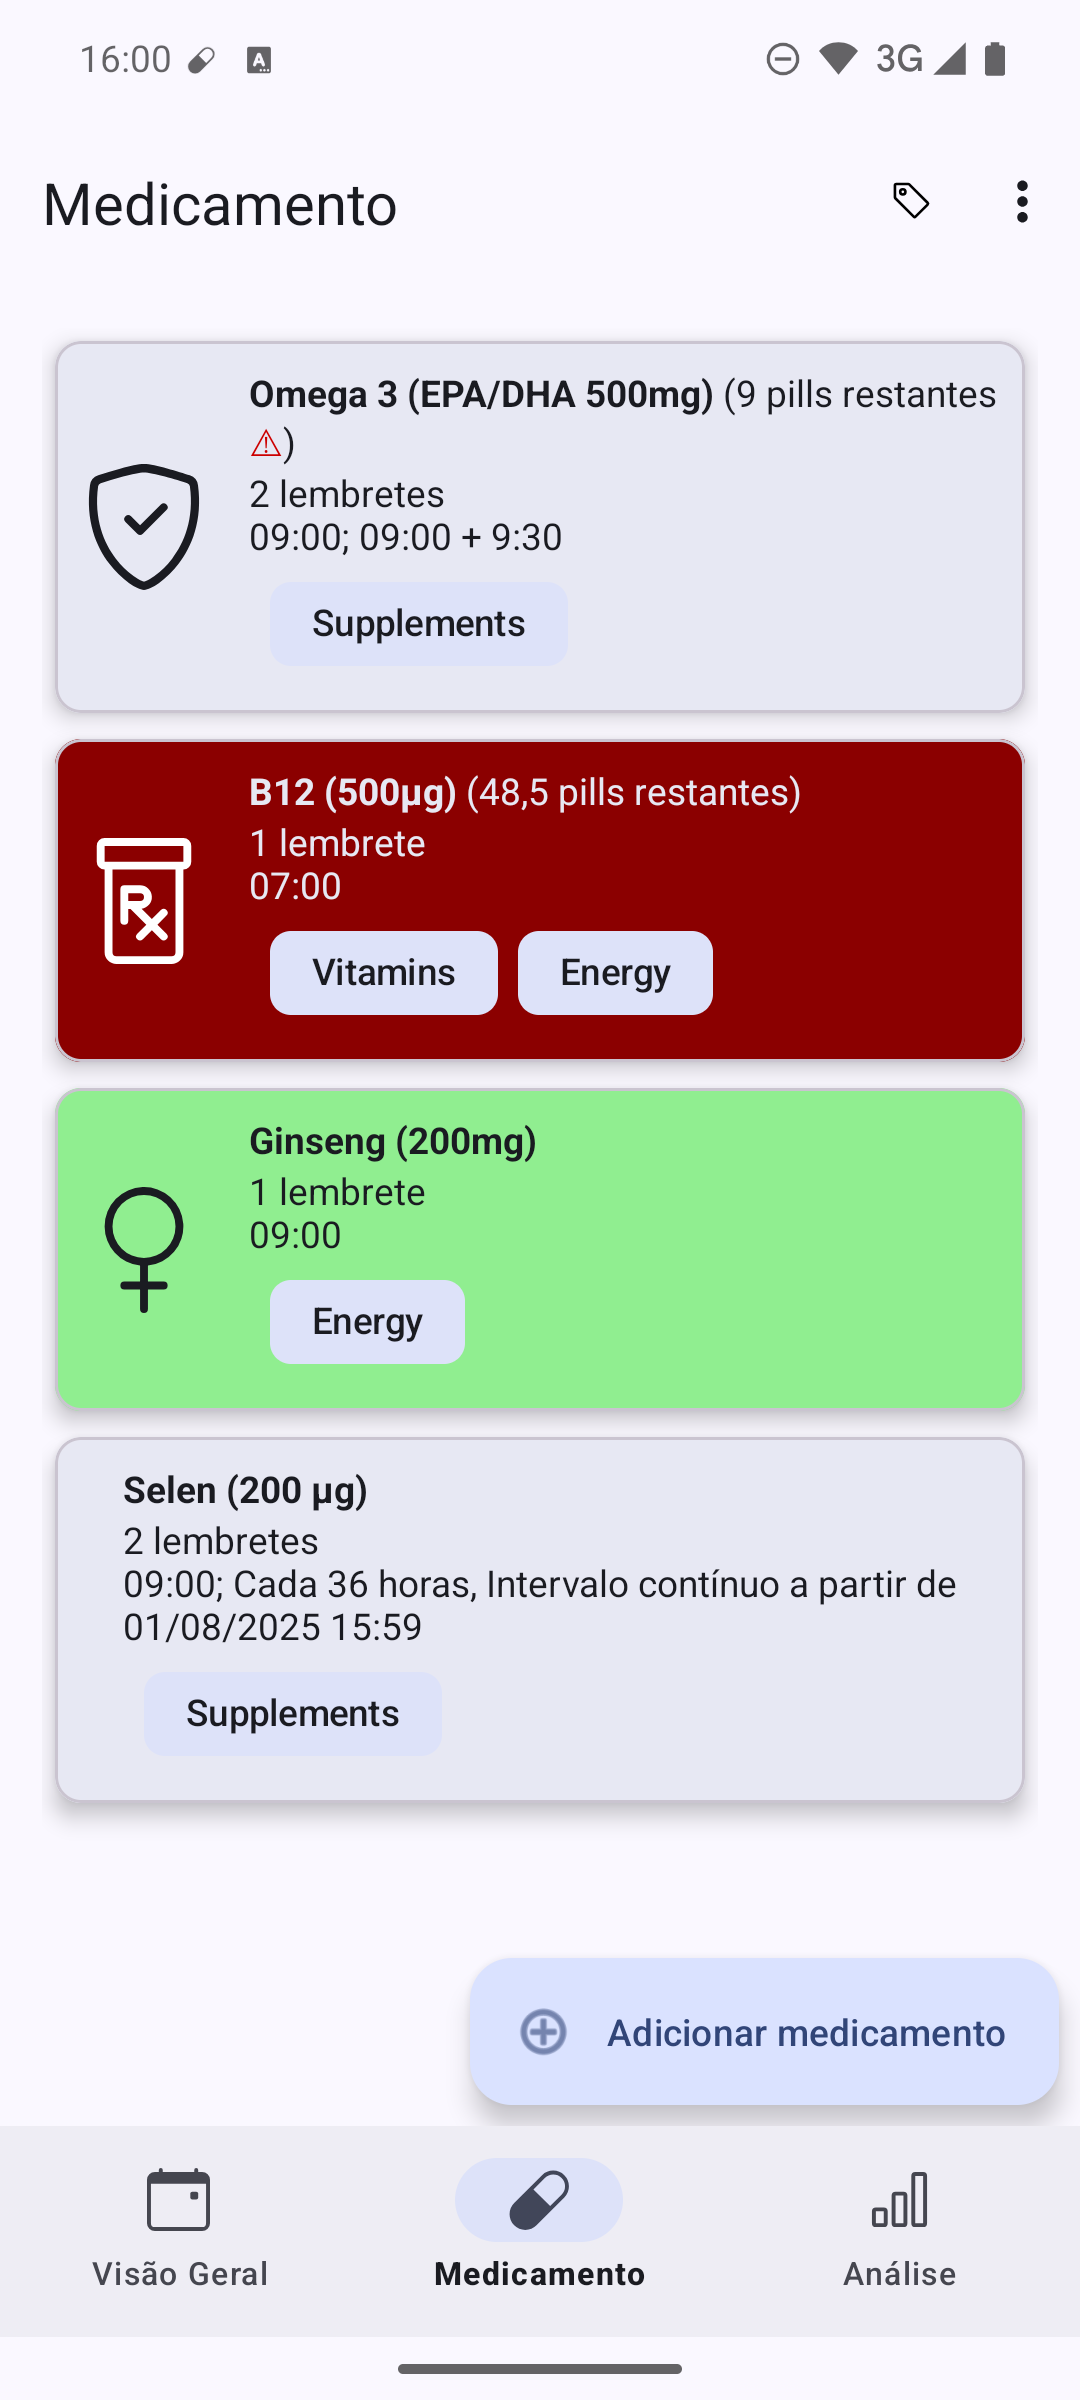 16:00
3G
Medicamento
Omega 3 (EPA/DHA 500mg) (9 pills restantes
⚠)
2 lembretes
09:00; 09:00 + 9:30
Supplements
B12 (500µg) (48,5 pills restantes)
1 lembrete
07:00
Vitamins Energy
Ginseng (200mg)
1 lembrete
09:00
Energy
Selen (200 µg)
2 lembretes
09:00; Cada 36 horas, Intervalo contínuo a partir de
01/08/2025 15:59
Supplements
Adicionar medicamento
Visão Geral Medicamento Análise